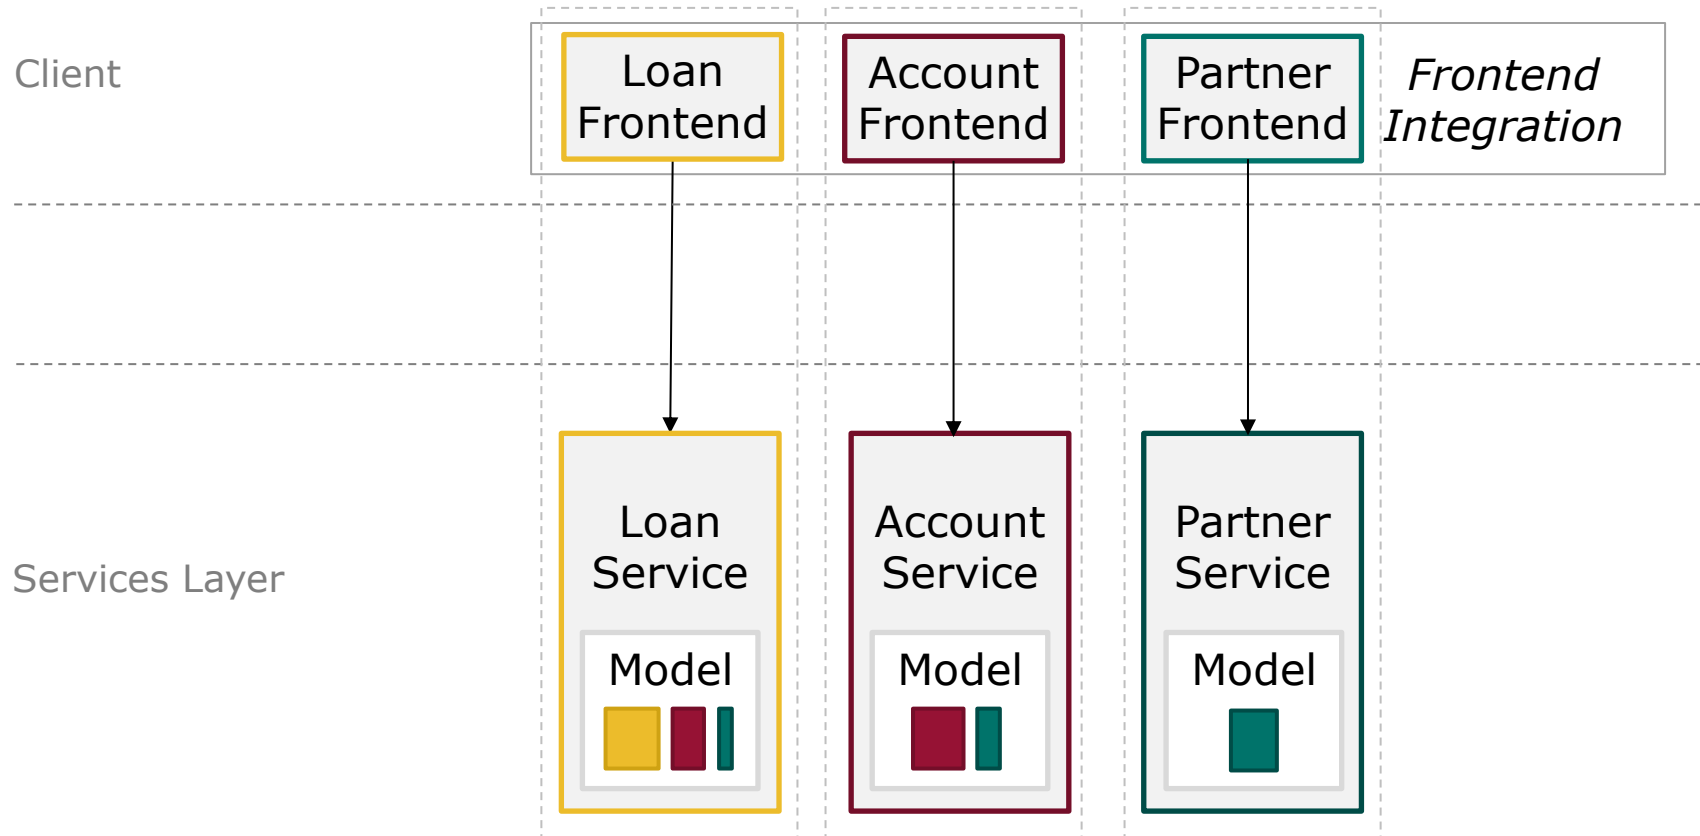 Client
Loan
Frontend
Account
Frontend
Partner
Frontend
Frontend
Integration
Services Layer
Loan
Service
Model
Account
Service
Model
Partner
Service
Model